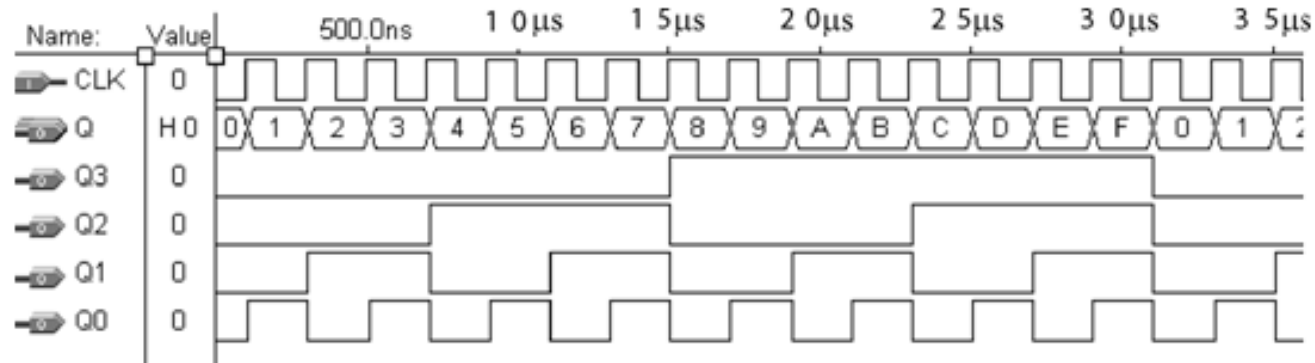 Name: Value 500.0ns 1 0μs 1 5μs 2 0μs 2 5μs 3 0μs 3 5μs
CLK 0
Q H 0 0 1 2 3 4 5 6 7 8 9 A B C D E F 0 1 2
Q3 0
Q2 0
Q1 0
Q0 0